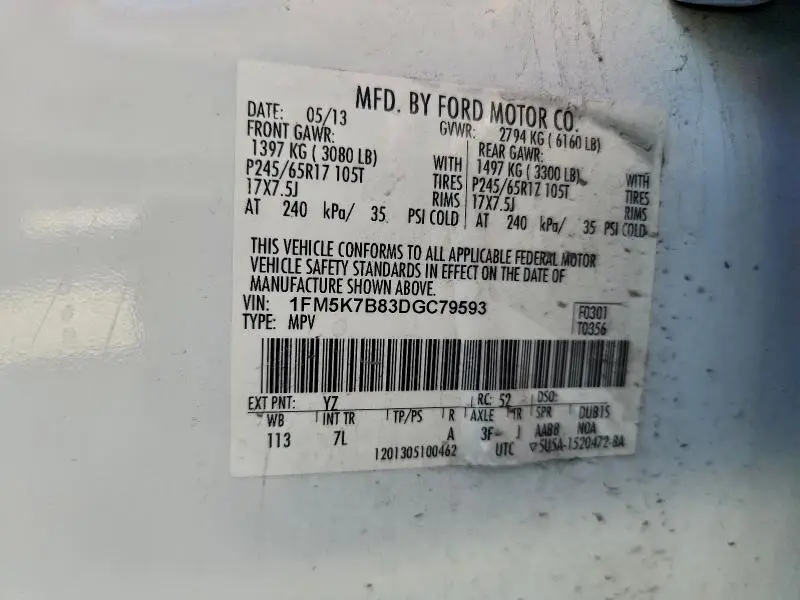 MFD. BY FORD MOTOR CO.
DATE: 05/13 GVWR: 2794 KG ( 6160 LB)
FRONT GAWR: REAR GAWR:
1397 KG ( 3080 LB) WITH 1497 KG ( 3300 LB) WITH
P245/65R17 105T TIRES P245/65R17 105T TIRES
17X7.5J RIMS 17X7.5J RIMS
AT 240 kPa/ 35 PSI COLD AT 240 kPa/ 35 PSI COLD
THIS VEHICLE CONFORMS TO ALL APPLICABLE FEDERAL MOTOR
VEHICLE SAFETY STANDARDS IN EFFECT ON THE DATE OF
MANUFACTURE SHOWN ABOVE.
VIN: 1FM5K7B83DGC79593 F0301
TYPE: MPV T0356
EXT PNT: YZ RC: 52 DSO:
WB INT TR TP/PS R AXLE TR SPR DUB15
113 7L A 3F J AABB NOA
1201305100462 UTC ▽5U5A-1520472-BA